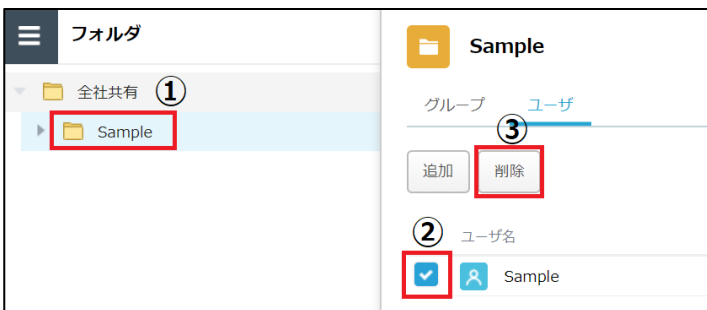 フォルダ
全社共有 ①
Sample
Sample
グループ ユーザ
③
追加 削除
② ユーザ名
Sample